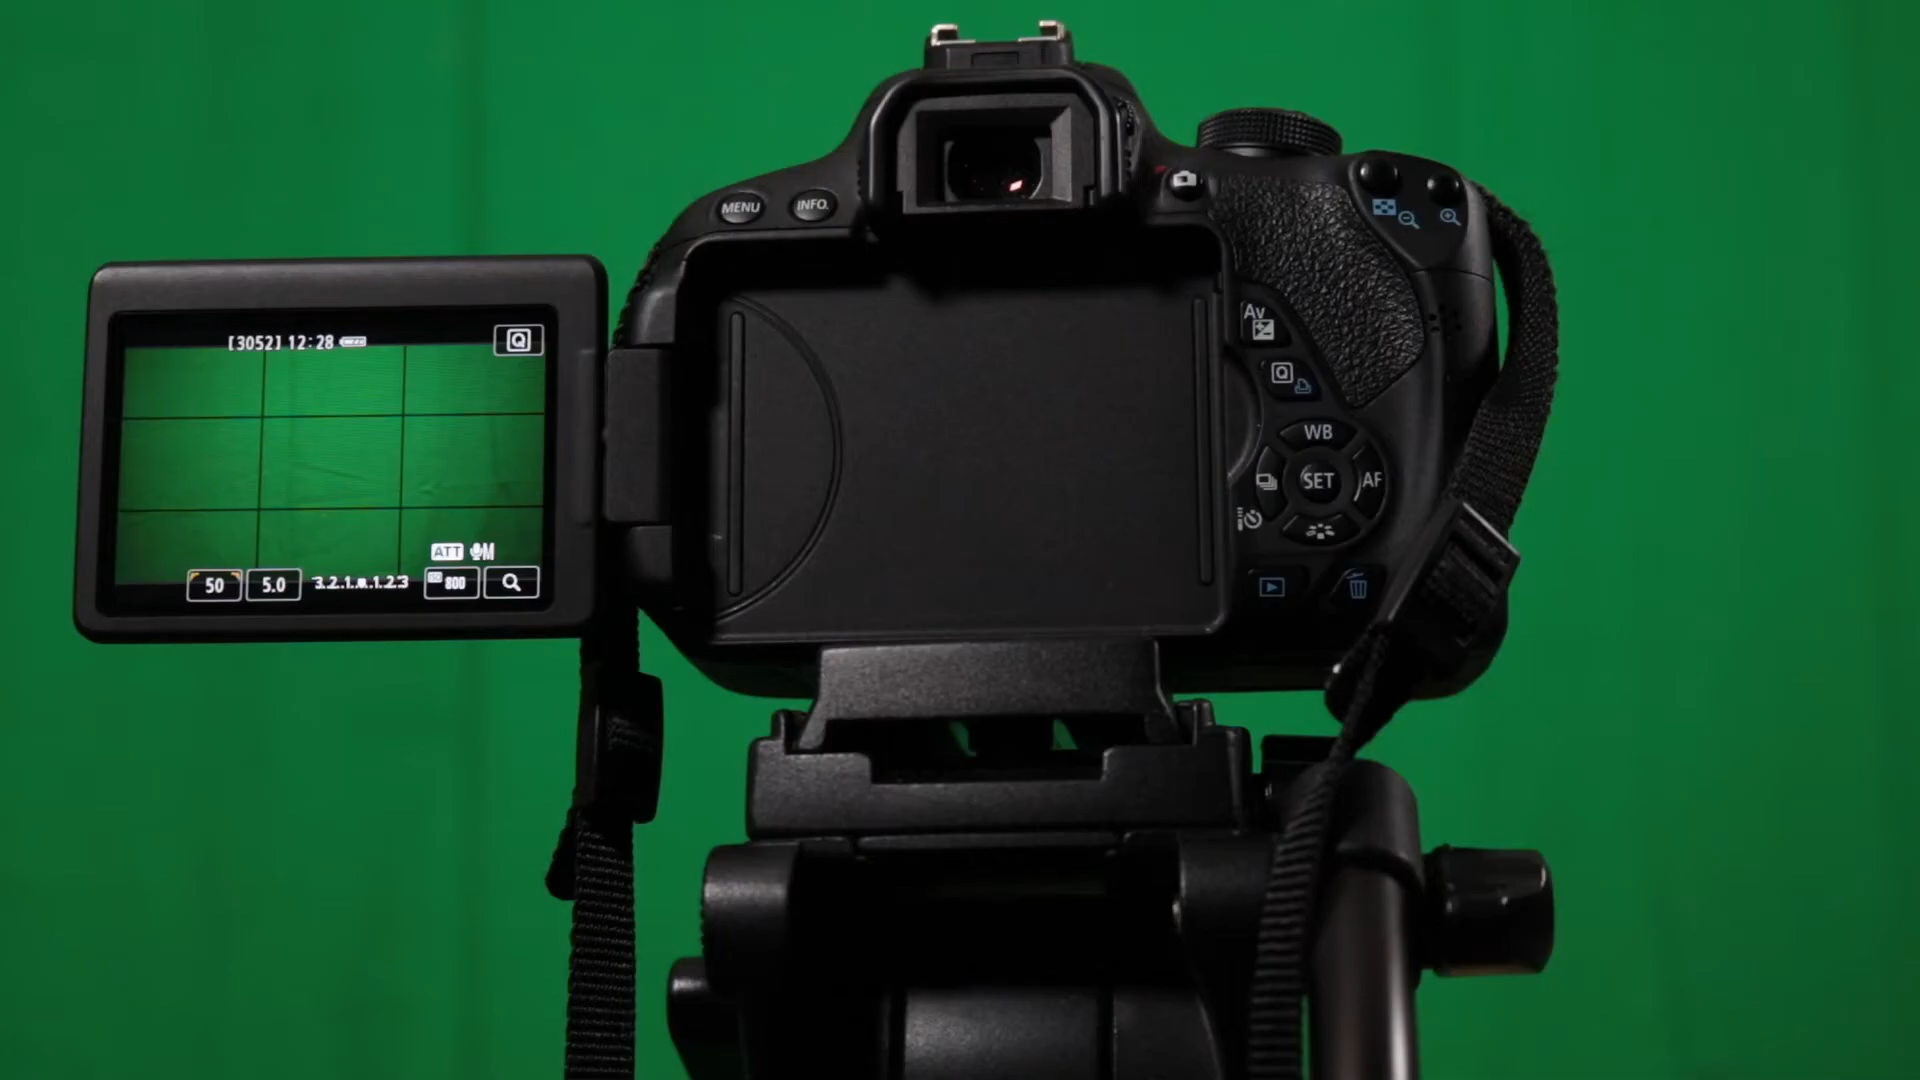 MENU INFO.
[3052] 12:28
Q
ATT M
50 5.0 3.2.1.1.2.3 ISO 800
Av
Q
WB
SET AF